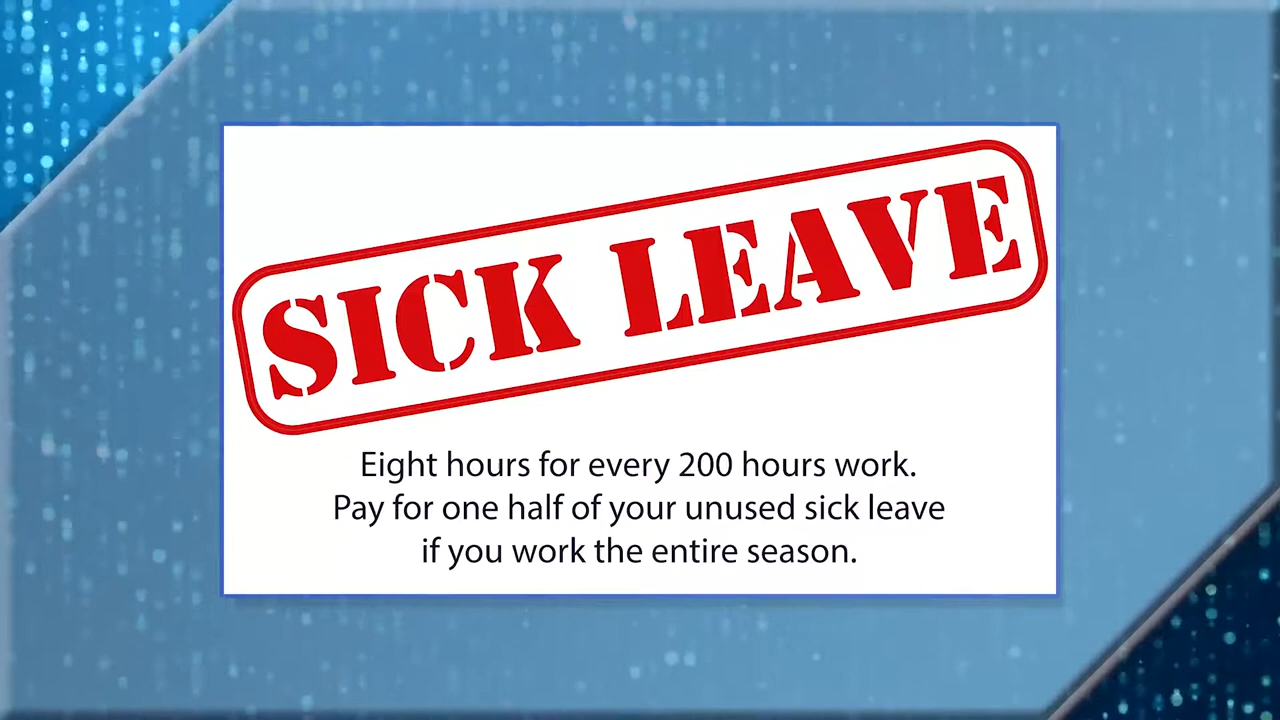 SICK LEAVE
Eight hours for every 200 hours work.
Pay for one half of your unused sick leave
if you work the entire season.